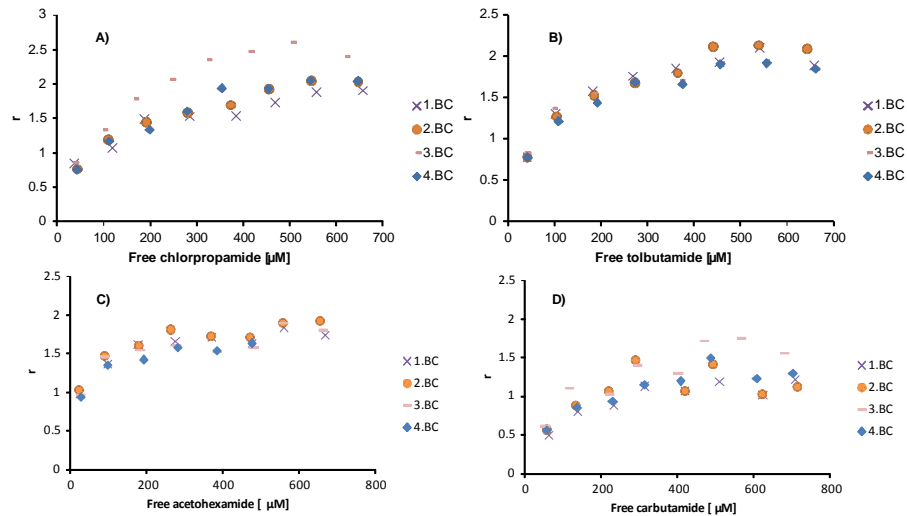 A)
3
2.5
2
1.5
1
0.5
0
r
0 100 200 300 400 500 600 700
Free chlorpropamide [µM]
1.BC
2.BC
3.BC
4.BC
B)
2.5
2
1.5
1
0.5
0
r
0 100 200 300 400 500 600 700
Free tolbutamide [µM]
1.BC
2.BC
3.BC
4.BC
C)
2.5
2
1.5
1
0.5
0
r
0 200 400 600 800
Free acetohexamide [ µM]
1.BC
2.BC
3.BC
4.BC
D)
2.5
2
1.5
1
0.5
0
r
0 200 400 600 800
Free carbutamide [ µM]
1.BC
2.BC
3.BC
4.BC